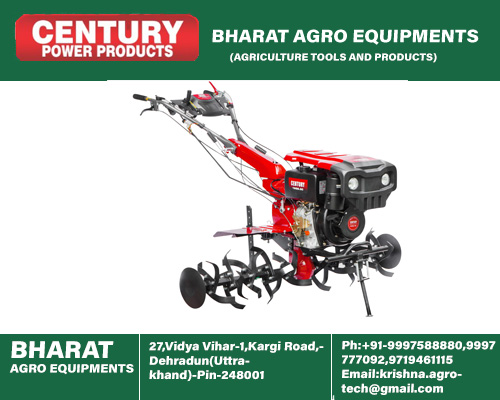 CENTURY
POWER PRODUCTS
BHARAT AGRO EQUIPMENTS
(AGRICULTURE TOOLS AND PRODUCTS)
CENTURY
BHARAT
AGRO EQUIPMENTS
27,Vidya Vihar-1,Kargi Road,-
Dehradun(Uttra-
khand)-Pin-248001
Ph:+91-9997588880,9997
777092,9719461115
Email:krishna.agro-
tech@gmail.com